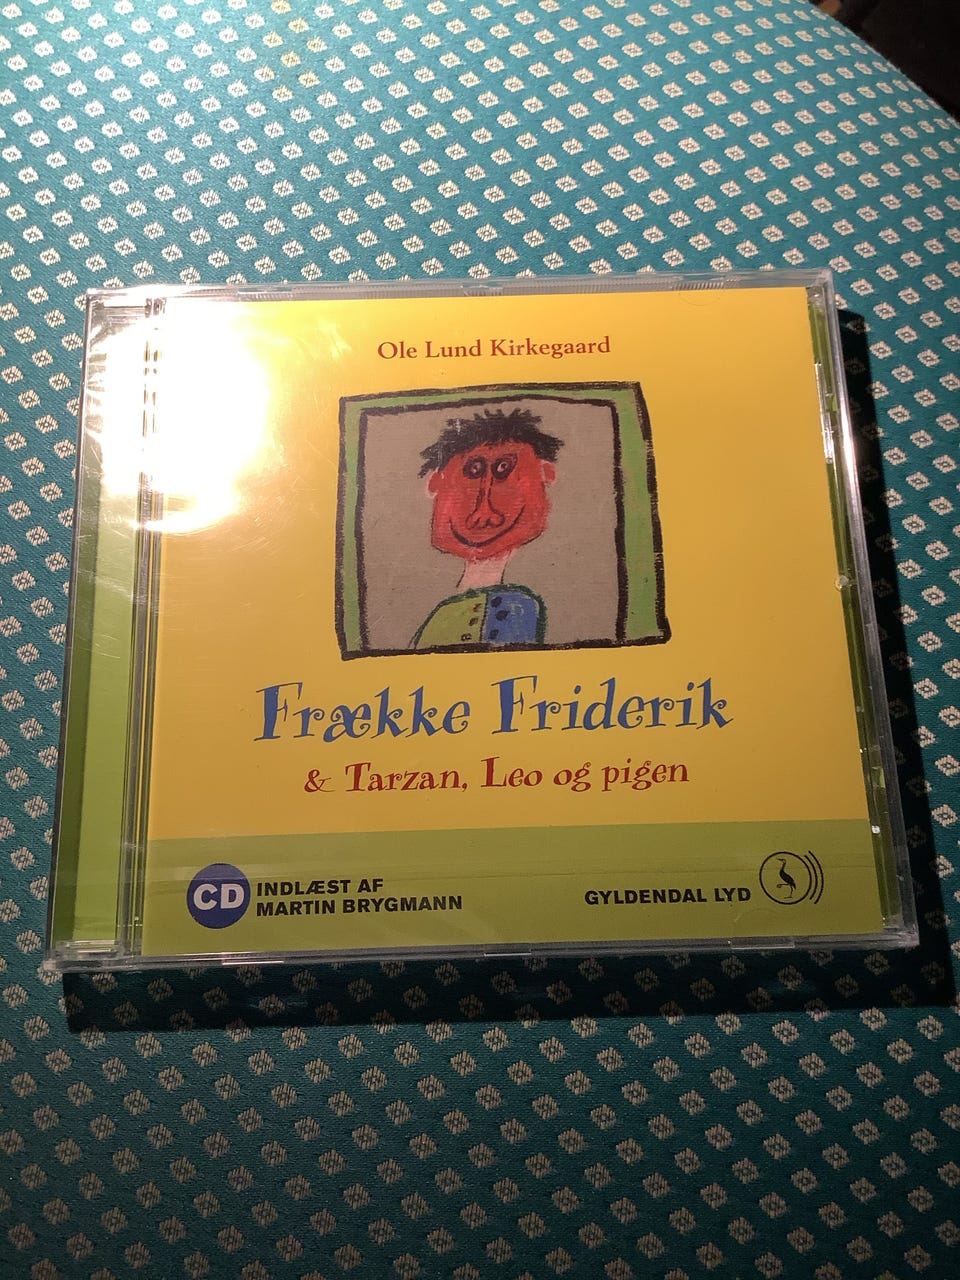 Ole Lund Kirkegaard
Frække Friderik
& Tarzan, Leo og pigen
CD
INDLÆST AF
MARTIN BRYGMANN
GYLDENDAL LYD